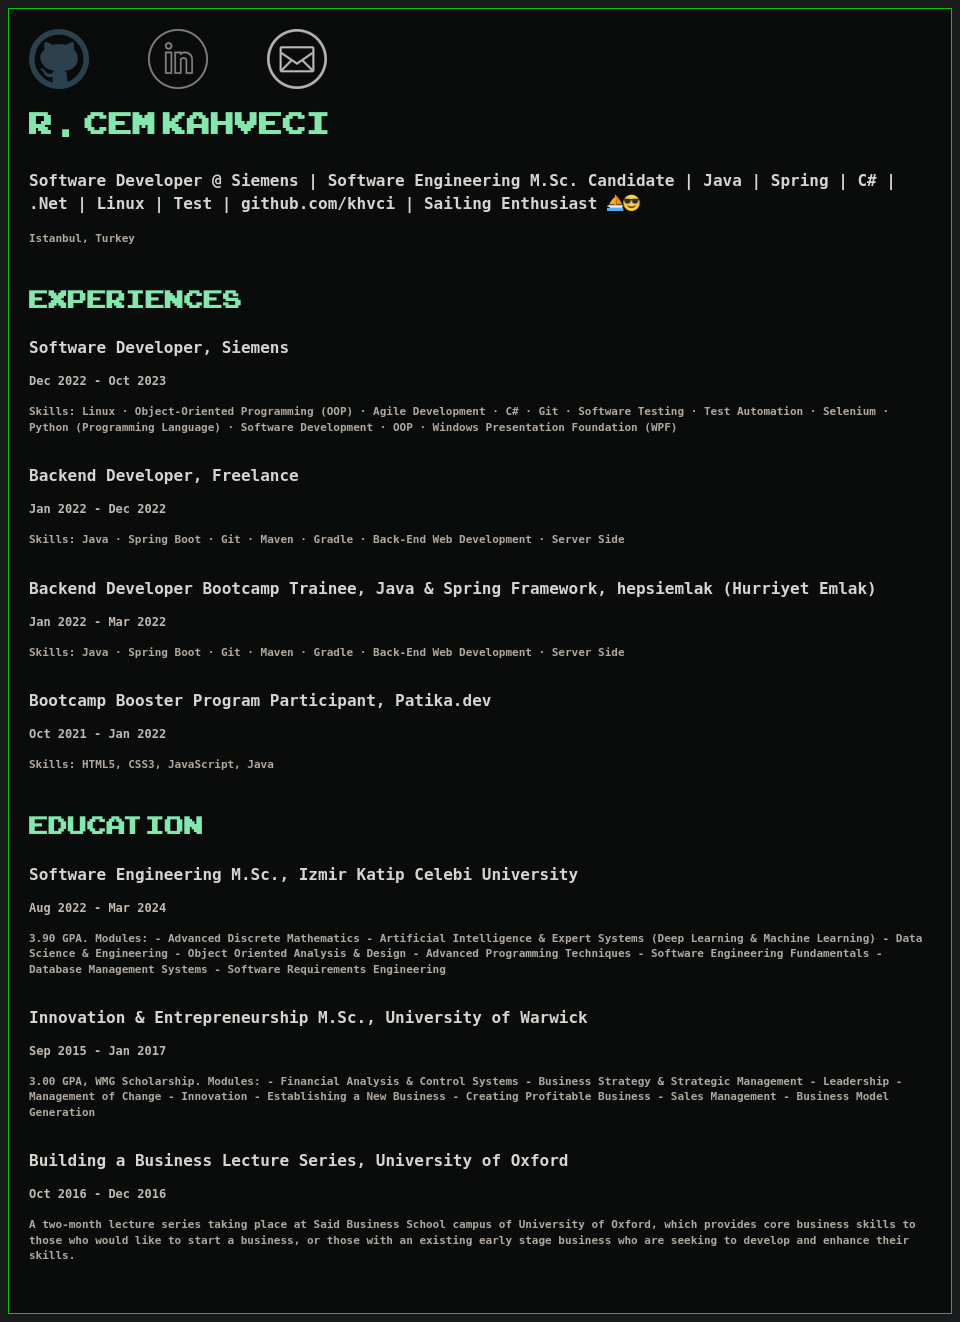 in
R. CEM KAHVECI
Software Developer @ Siemens | Software Engineering M.Sc. Candidate | Java | Spring | C# |
.Net | Linux | Test | github.com/khvci | Sailing Enthusiast ⛵😎
Istanbul, Turkey
EXPERIENCES
Software Developer, Siemens
Dec 2022 - Oct 2023
Skills: Linux · Object-Oriented Programming (OOP) · Agile Development · C# · Git · Software Testing · Test Automation · Selenium ·
Python (Programming Language) · Software Development · OOP · Windows Presentation Foundation (WPF)
Backend Developer, Freelance
Jan 2022 - Dec 2022
Skills: Java · Spring Boot · Git · Maven · Gradle · Back-End Web Development · Server Side
Backend Developer Bootcamp Trainee, Java & Spring Framework, hepsiemlak (Hurriyet Emlak)
Jan 2022 - Mar 2022
Skills: Java · Spring Boot · Git · Maven · Gradle · Back-End Web Development · Server Side
Bootcamp Booster Program Participant, Patika.dev
Oct 2021 - Jan 2022
Skills: HTML5, CSS3, JavaScript, Java
EDUCATION
Software Engineering M.Sc., Izmir Katip Celebi University
Aug 2022 - Mar 2024
3.90 GPA. Modules: - Advanced Discrete Mathematics - Artificial Intelligence & Expert Systems (Deep Learning & Machine Learning) - Data
Science & Engineering - Object Oriented Analysis & Design - Advanced Programming Techniques - Software Engineering Fundamentals -
Database Management Systems - Software Requirements Engineering
Innovation & Entrepreneurship M.Sc., University of Warwick
Sep 2015 - Jan 2017
3.00 GPA, WMG Scholarship. Modules: - Financial Analysis & Control Systems - Business Strategy & Strategic Management - Leadership -
Management of Change - Innovation - Establishing a New Business - Creating Profitable Business - Sales Management - Business Model
Generation
Building a Business Lecture Series, University of Oxford
Oct 2016 - Dec 2016
A two-month lecture series taking place at Said Business School campus of University of Oxford, which provides core business skills to
those who would like to start a business, or those with an existing early stage business who are seeking to develop and enhance their
skills.